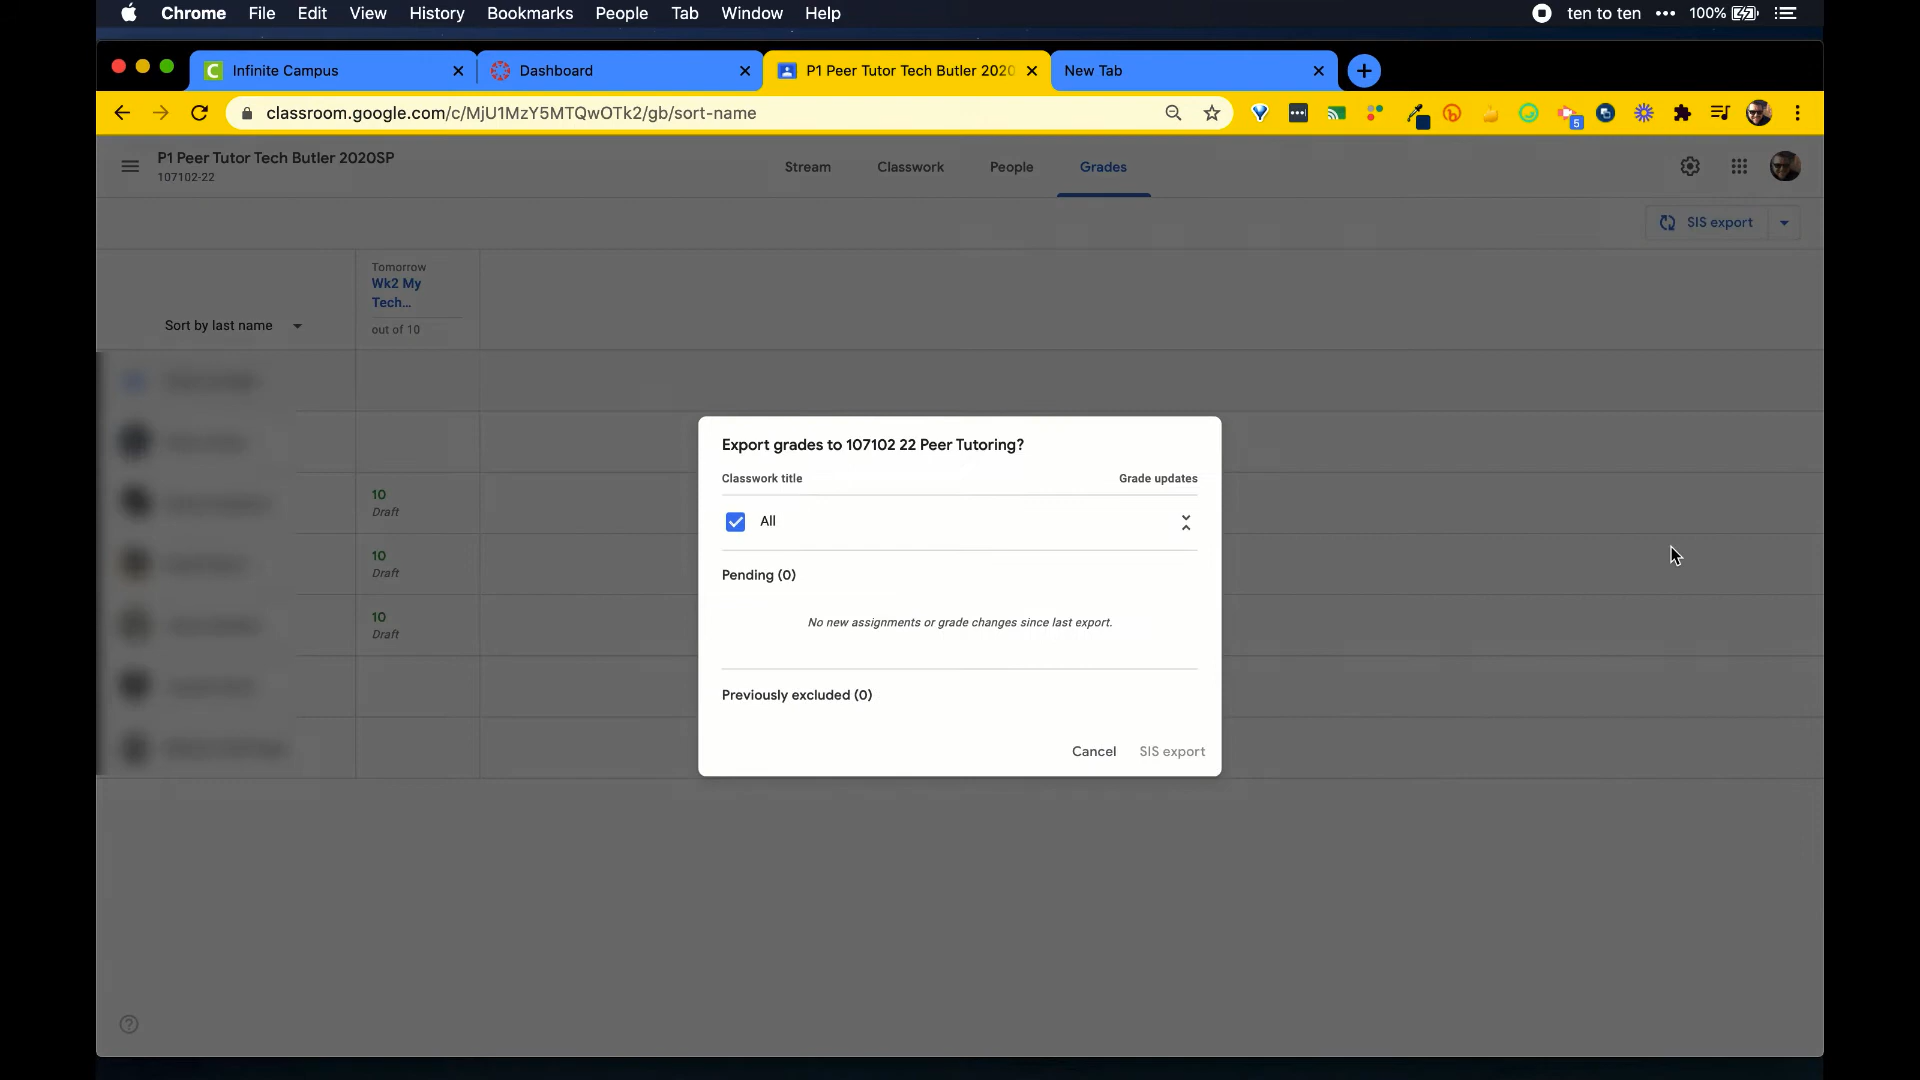 Chrome File Edit View History Bookmarks People Tab Window Help ten to ten 100%
Infinite Campus Dashboard P1 Peer Tutor Tech Butler 2020 New Tab
classroom.google.com/c/MjU1MzY5MTQwOTk2/gb/sort-name 5
P1 Peer Tutor Tech Butler 2020SP
107102-22
Stream Classwork People Grades
SIS export
Tomorrow
Wk2 My
Tech...
out of 10
Sort by last name
10
Draft
10
Draft
10
Draft
Export grades to 107102 22 Peer Tutoring?
Classwork title Grade updates
All
Pending (0)
No new assignments or grade changes since last export.
Previously excluded (0)
Cancel SIS export